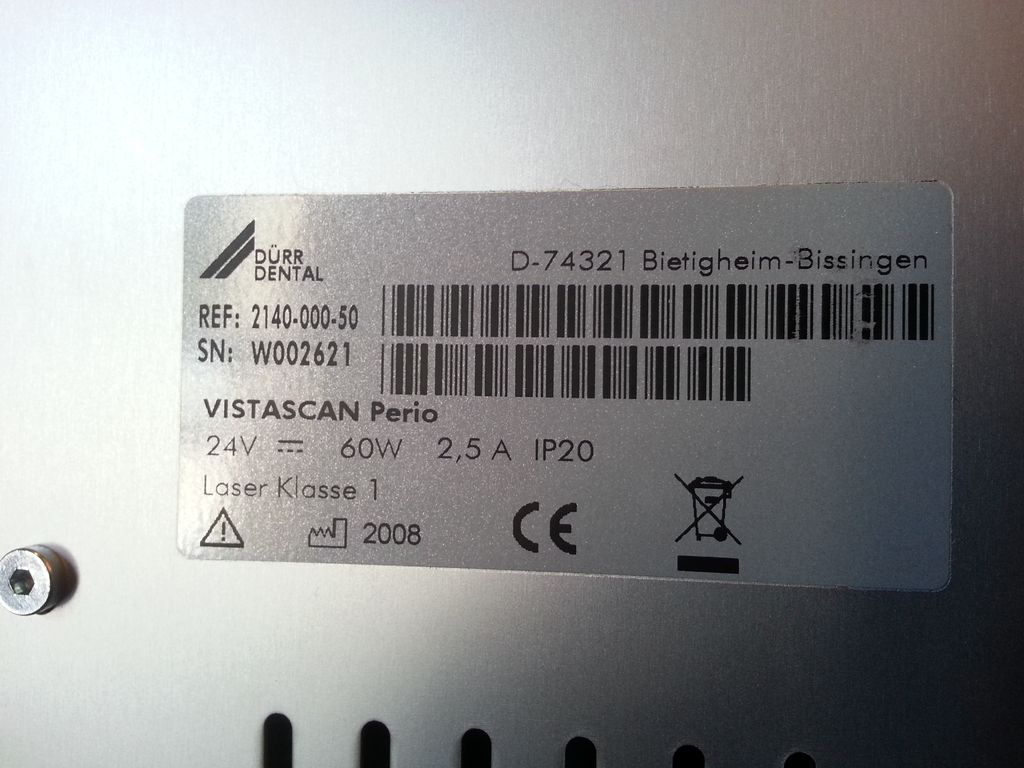 DÜRR
DENTAL
D-74321 Bietigheim-Bissingen
REF: 2140-000-50
SN: W002621
VISTASCAN Perio
24V ⎓ 60W 2,5 A IP20
Laser Klasse 1
2008 CE